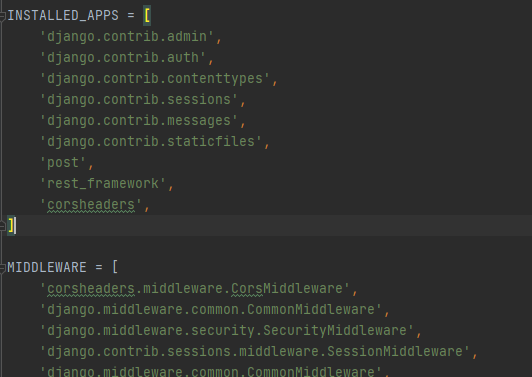 INSTALLED_APPS = [
    'django.contrib.admin',
    'django.contrib.auth',
    'django.contrib.contenttypes',
    'django.contrib.sessions',
    'django.contrib.messages',
    'django.contrib.staticfiles',
    'post',
    'rest_framework',
    'corsheaders',
]
MIDDLEWARE = [
    'corsheaders.middleware.CorsMiddleware',
    'django.middleware.common.CommonMiddleware',
    'django.middleware.security.SecurityMiddleware',
    'django.contrib.sessions.middleware.SessionMiddleware',
    'django.middleware.common.CommonMiddleware',